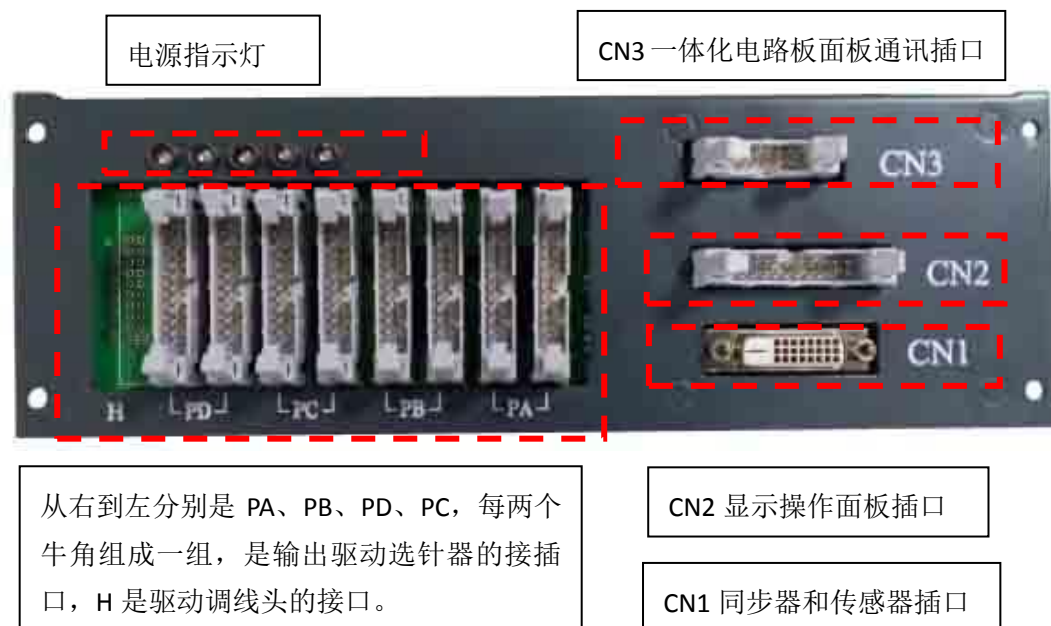 电源指示灯
CN3 一体化电路板面板通讯插口
CN3
CN2
CN1
H PD PC PB PA
从右到左分别是 PA、PB、PD、PC，每两个
牛角组成一组，是输出驱动选针器的接插
口，H 是驱动调线头的接口。
CN2 显示操作面板插口
CN1 同步器和传感器插口